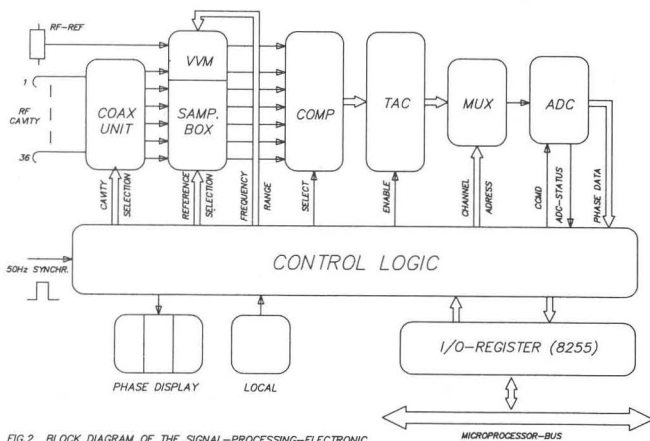 RF-REF
1
RF
CAVITY
36
COAX
UNIT
VVM
SAMP.
BOX
COMP
TAC
MUX
ADC
CAVITY
SELECTION
REFERENCE
SELECTION
FREQUENCY
RANGE
SELECT
ENABLE
CHANNEL
ADRESS
CCMD
ADC-STATUS
PHASE DATA
50Hz SYNCHR.
CONTROL LOGIC
PHASE DISPLAY
LOCAL
I/O-REGISTER (8255)
MICROPROCESSOR-BUS
FIG.2 BLOCK DIAGRAM OF THE SIGNAL-PROCESSING-ELECTRONIC